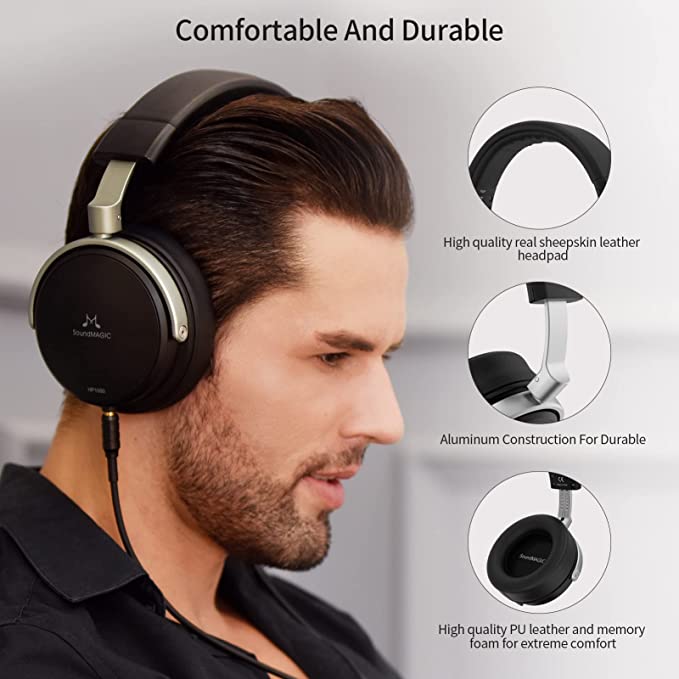 Comfortable And Durable
SoundMAGIC
HP1000
High quality real sheepskin leather
headpad
Aluminum Construction For Durable
SoundMAGIC
High quality PU leather and memory
foam for extreme comfort